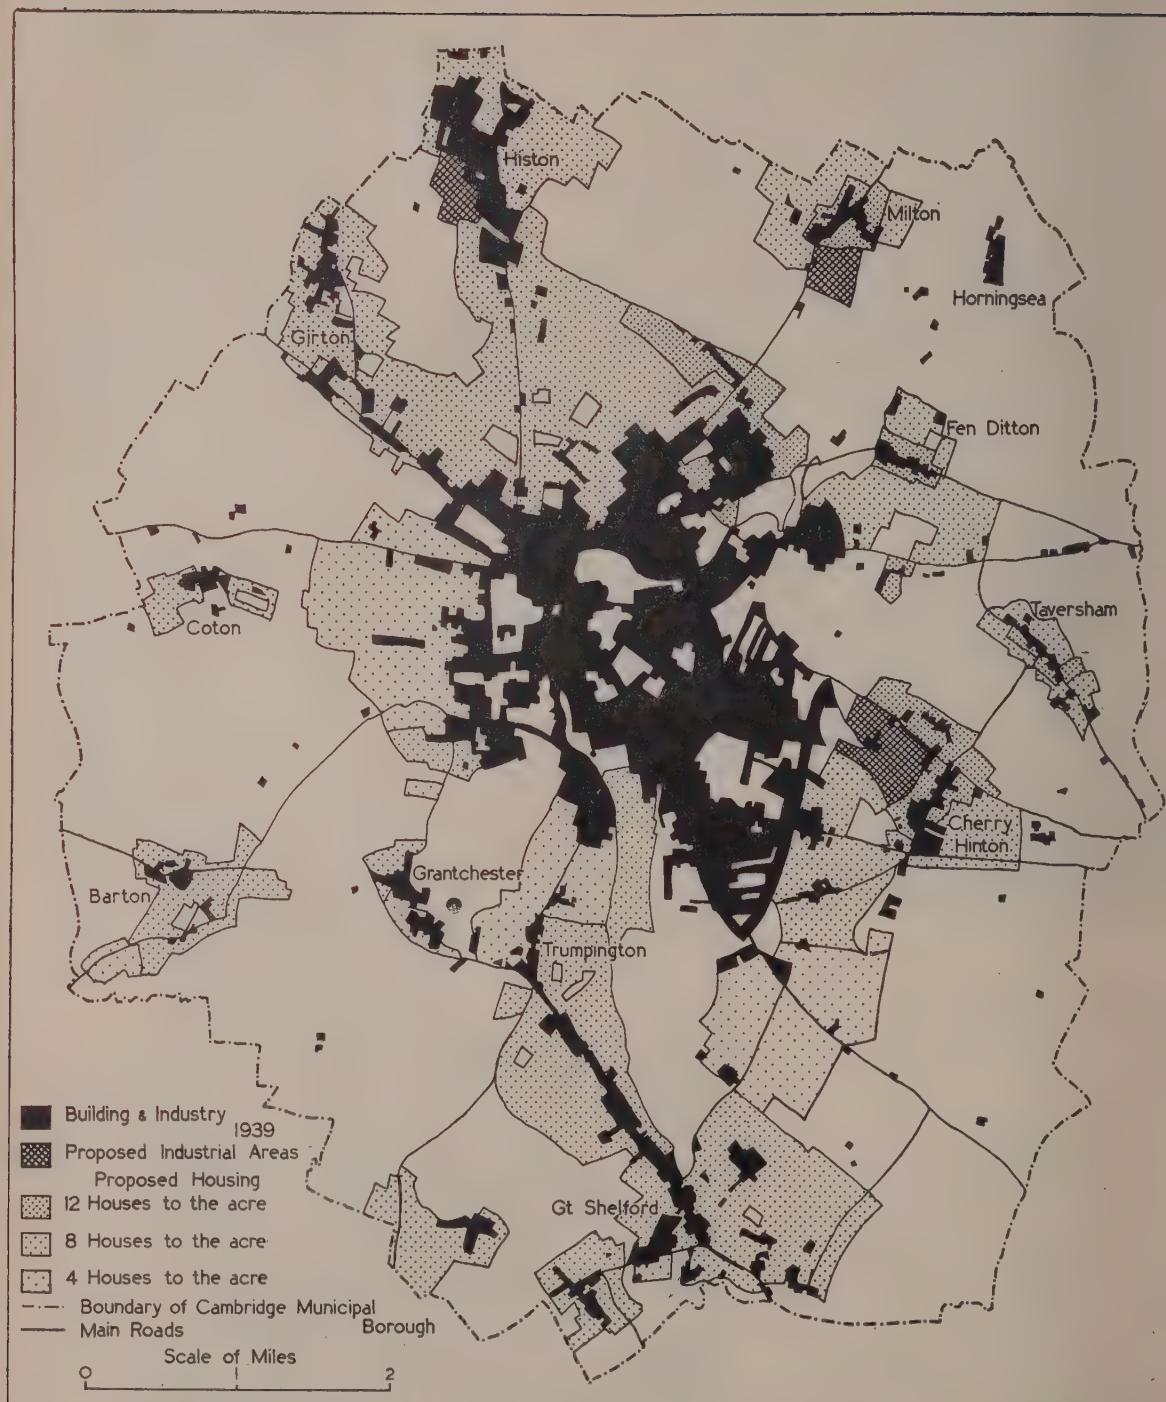 Histon
Milton
Horningsea
Girton
Fen Ditton
Taversham
Coton
Cherry
Hinton
Grantchester
Barton
Trumpington
Gt Shelford
Building & Industry
1939
Proposed Industrial Areas
Proposed Housing
12 Houses to the acre
8 Houses to the acre
4 Houses to the acre
Boundary of Cambridge Municipal
Borough
Main Roads
Scale of Miles
0 2